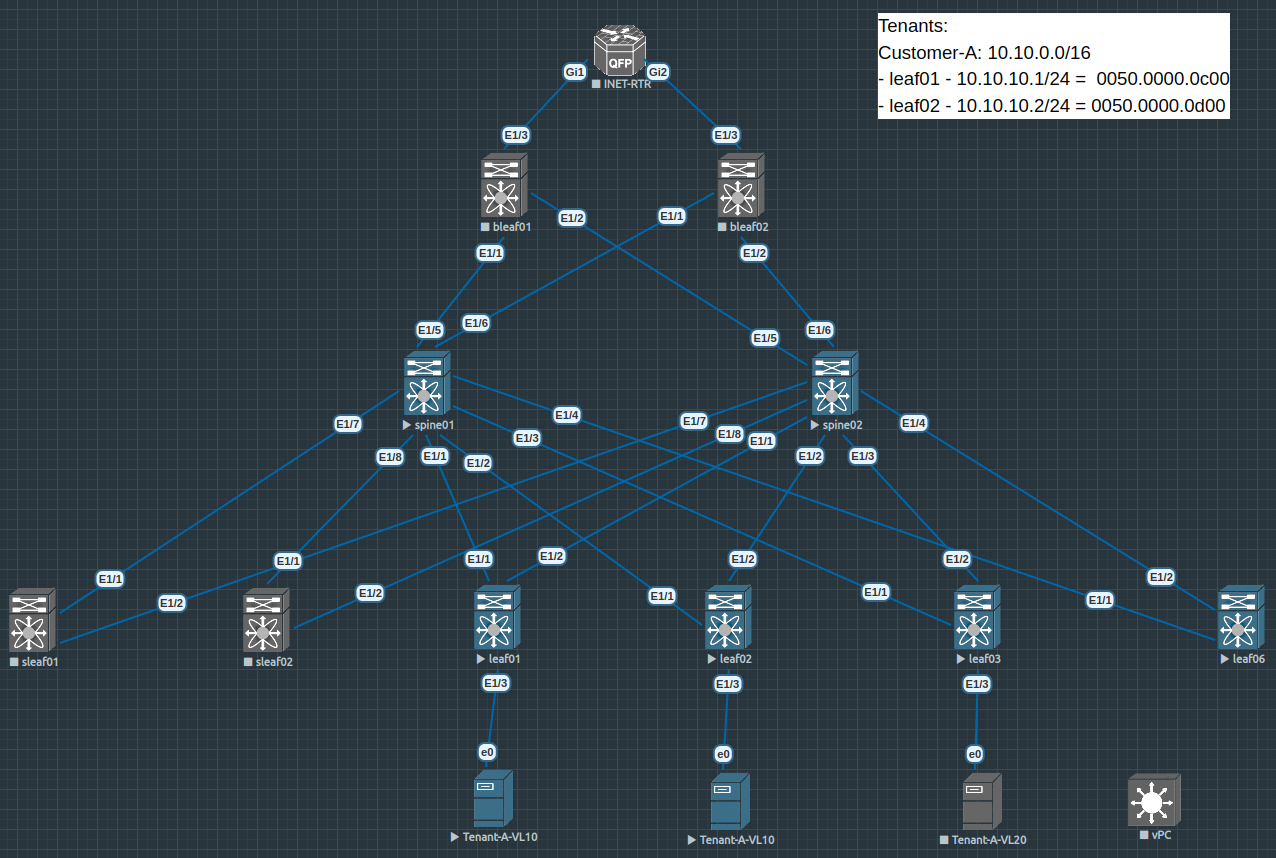 Tenants:
Customer-A: 10.10.0.0/16
- leaf01 - 10.10.10.1/24 =  0050.0000.0c00
- leaf02 - 10.10.10.2/24 = 0050.0000.0d00
QFP
Gi1
Gi2
INET-RTR
E1/3
E1/3
bleaf01
bleaf02
E1/2
E1/1
E1/1
E1/2
E1/5
E1/6
E1/5
E1/6
spine01
spine02
E1/7
E1/4
E1/3
E1/7
E1/8
E1/1
E1/4
E1/8
E1/1
E1/2
E1/2
E1/3
E1/1
E1/2
E1/1
E1/2
E1/1
E1/2
E1/2
E1/2
E1/1
E1/1
E1/2
E1/1
sleaf01
sleaf02
leaf01
leaf02
leaf03
leaf06
E1/3
E1/3
E1/3
e0
e0
e0
Tenant-A-VL10
Tenant-A-VL10
Tenant-A-VL20
vPC